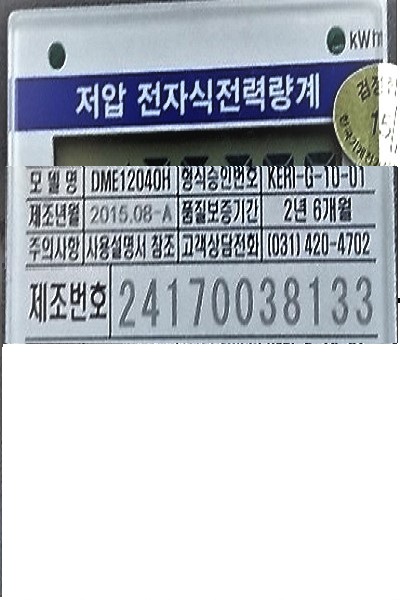 kWh
저압 전자식전력량계
검정
모 델 명 DME12040H 형식승인번호 KERI-G-10-01
제조년월 2015.08-A 품질보증기간 2년 6개월
주의사항 사용설명서 참조 고객상담전화 (031) 420-4702
제조번호 24170038133